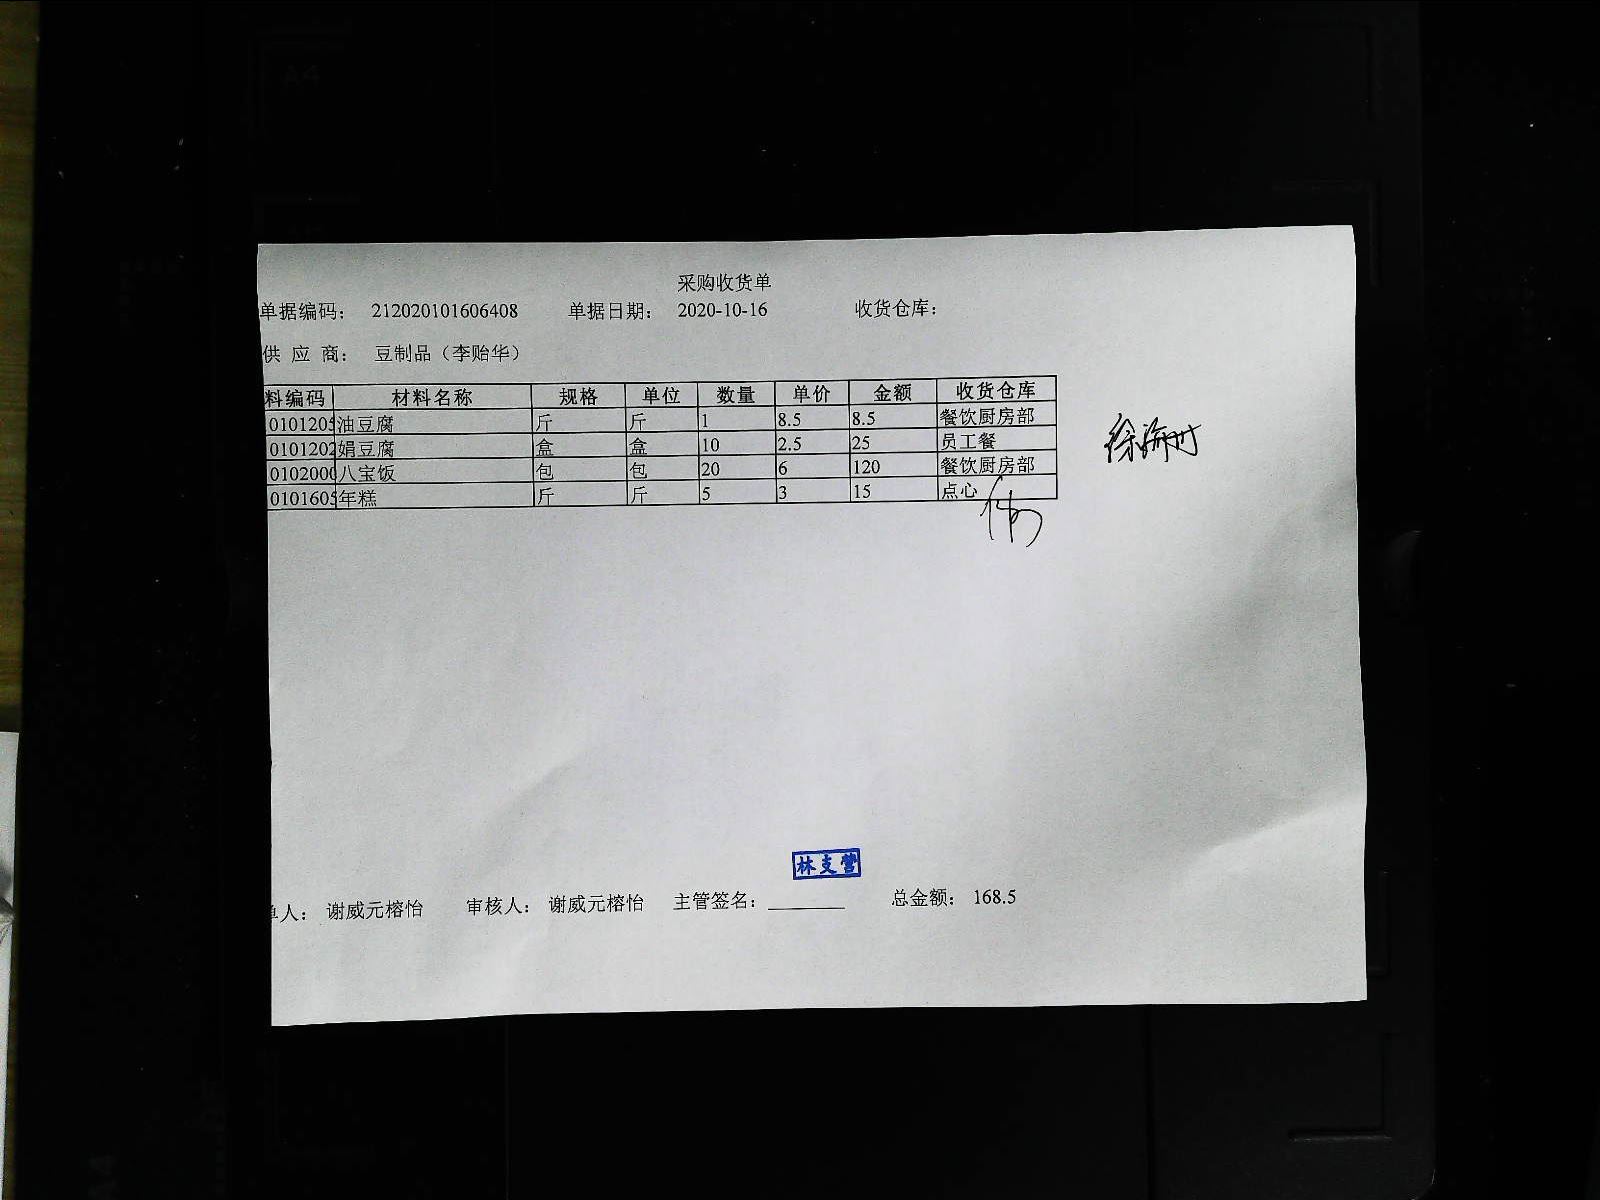 采购收货单
单据编码： 212020101606408 单据日期： 2020-10-16 收货仓库：
供 应 商： 豆制品（李贻华）
料编码 材料名称 规格 单位 数量 单价 金额 收货仓库
0101205 油豆腐 斤 斤 1 8.5 8.5 餐饮厨房部
0101202 娟豆腐 盒 盒 10 2.5 25 员工餐
0102000 八宝饭 包 包 20 6 120 餐饮厨房部
0101605 年糕 斤 斤 5 3 15 点心
林支营
单人： 谢威元榕怡 审核人： 谢威元榕怡 主管签名： 总金额： 168.5